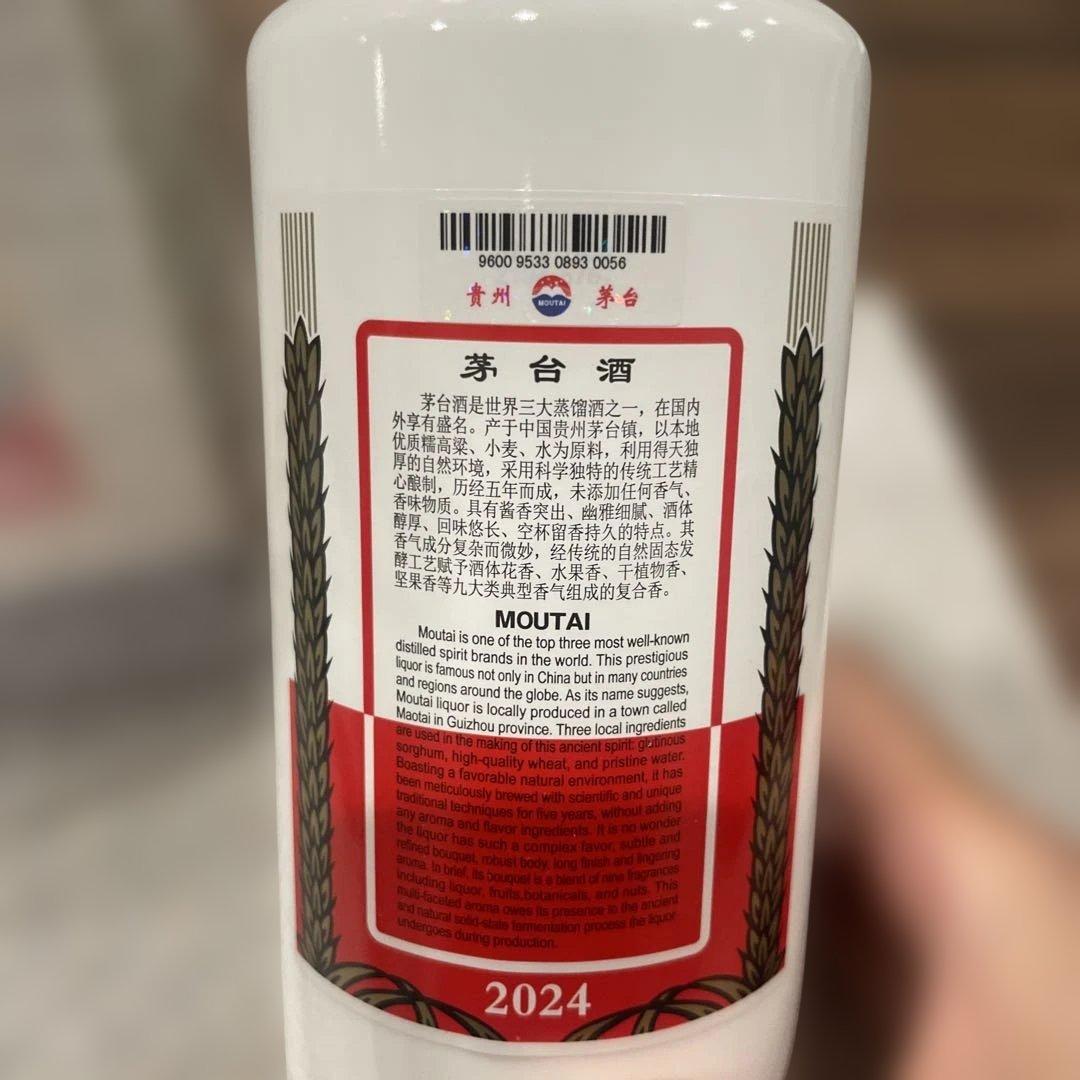 9600 9533 0893 0056
贵州 MOUTAI 茅台
茅台酒
茅台酒是世界三大蒸馏酒之一，在国内
外享有盛名。产于中国贵州茅台镇，以本地
优质糯高粱、小麦、水为原料，利用得天独
厚的自然环境，采用科学独特的传统工艺精
心酿制，历经五年而成，未添加任何香气、
香味物质。具有酱香突出、幽雅细腻、酒体
醇厚、回味悠长、空杯留香持久的特点。其
香气成分复杂而微妙，经传统的自然固态发
酵工艺赋予酒体花香、水果香、干植物香、
坚果香等九大类典型香气组成的复合香。
MOUTAI
Moutai is one of the top three most well-known
distilled spirit brands in the world. This prestigious
liquor is famous not only in China but in many countries
and regions around the globe. As its name suggests,
Moutai liquor is locally produced in a town called
Maotai in Guizhou province. Three local ingredients
are used in the making of this ancient spirit: glutinous
sorghum, high-quality wheat, and pristine water.
Boasting a favorable natural environment, it has
been meticulously brewed with scientific and unique
traditional techniques for five years, without adding
any aroma and flavor ingredients. It is no wonder
the liquor has such a complex favor, subtle and
refined bouquet, robust body, long finish and lingering
aroma. In brief, its bouquet is a blend of nine fragrances
including liquor, fruits,botanicals, and nuts. This
multi-faceted aroma owes its presence to the ancient
and natural solid-state fermentation process the liquor
undergoes during production.
2024